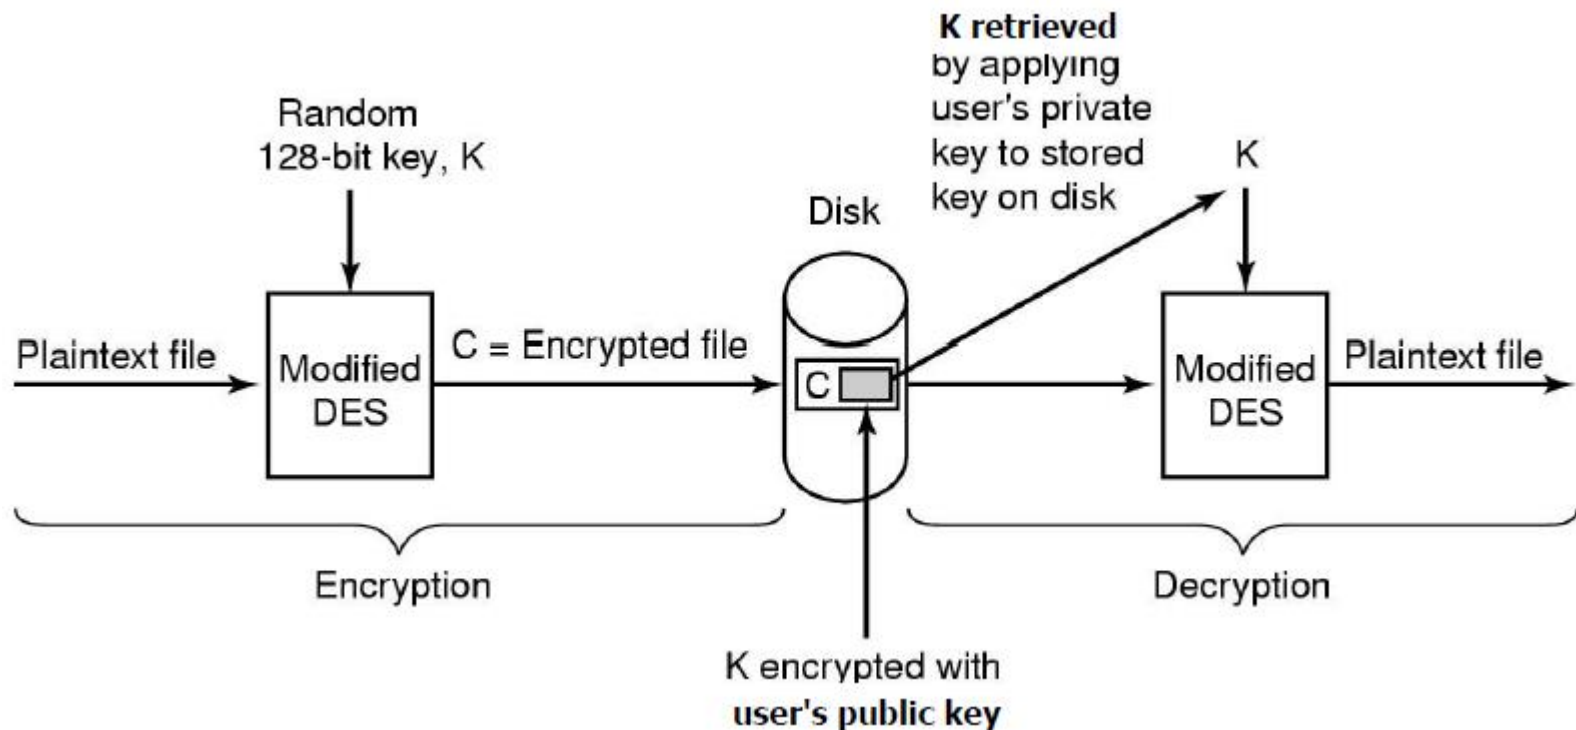 K retrieved
by applying
user's private
key to stored
key on disk
Random
128-bit key, K
K
Disk
Plaintext file
Modified
DES
C = Encrypted file
C
Modified
DES
Plaintext file
Encryption
Decryption
K encrypted with
user's public key